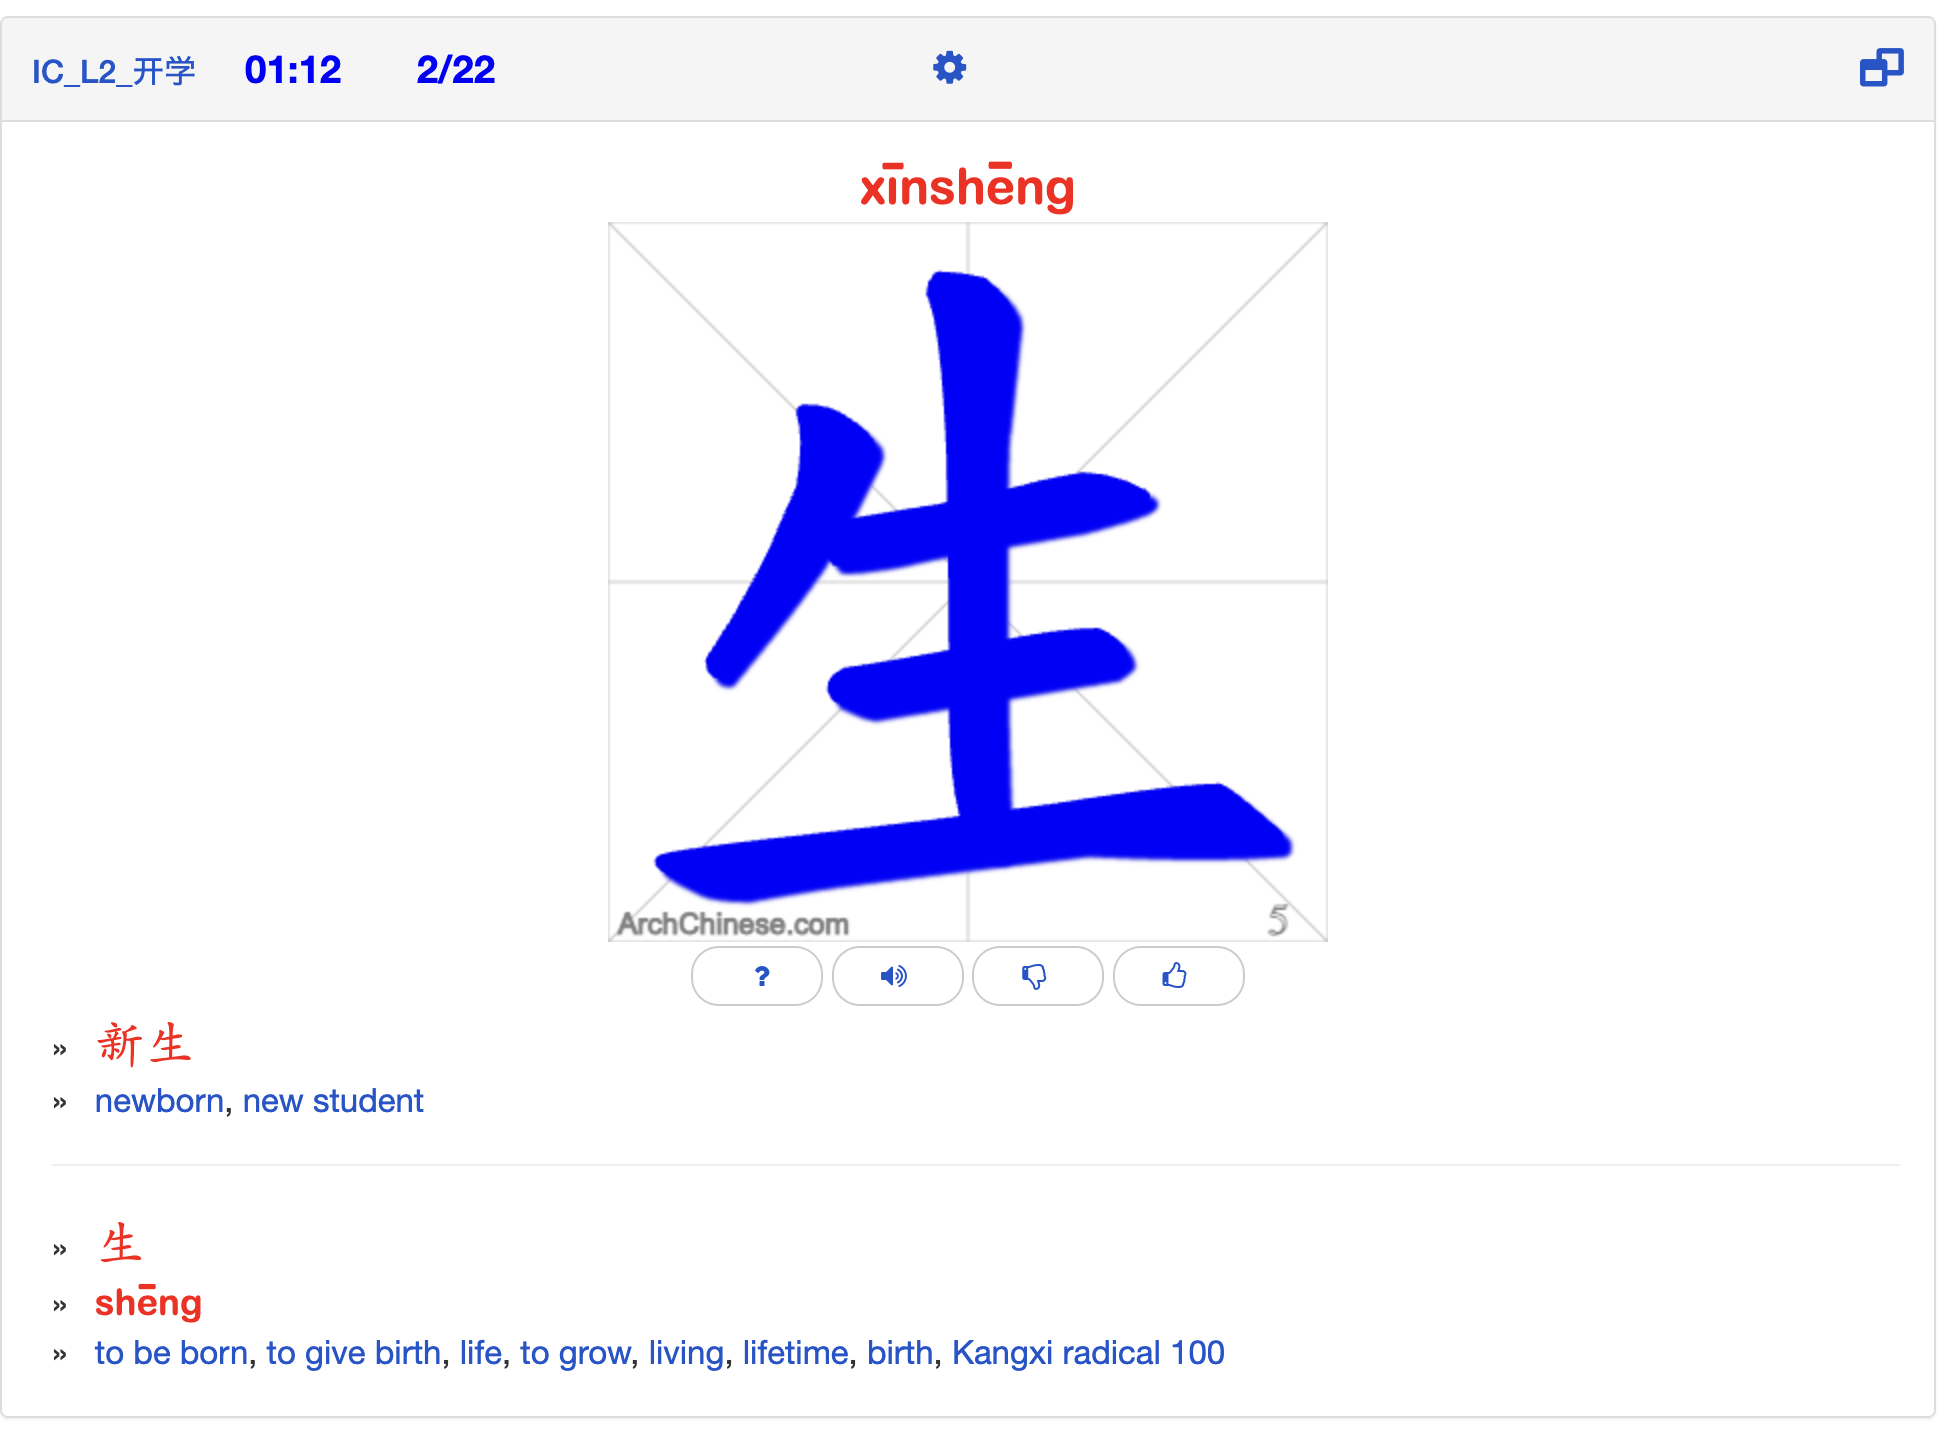 IC_L2_开学 01:12 2/22
xīnshēng
生
ArchChinese.com 5
?
» 新生
» newborn, new student
» 生
» shēng
» to be born, to give birth, life, to grow, living, lifetime, birth, Kangxi radical 100